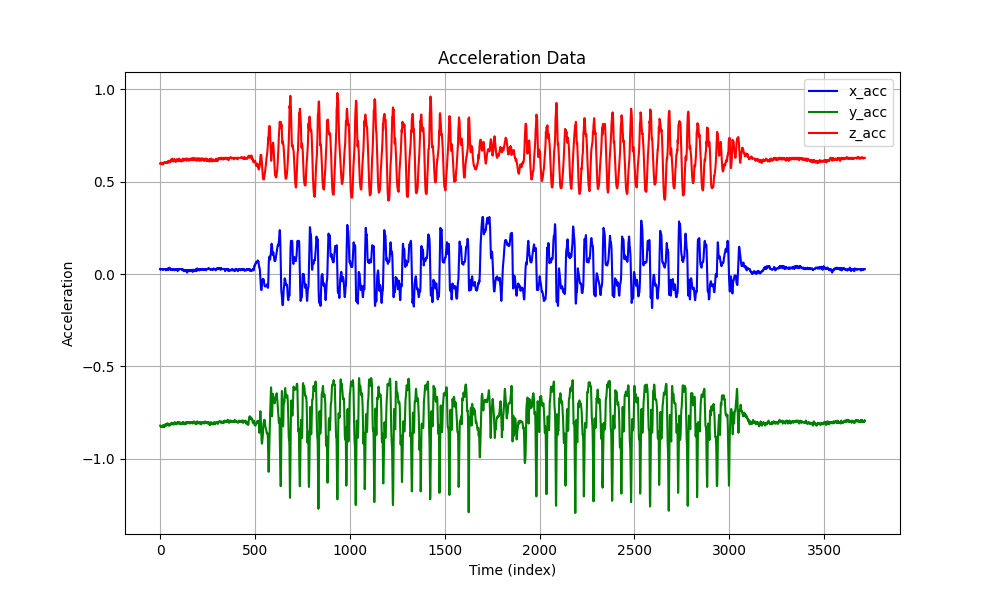 Acceleration Data
1.0
0.5
0.0
−0.5
−1.0
Acceleration
x_acc
y_acc
z_acc
0 500 1000 1500 2000 2500 3000 3500
Time (index)